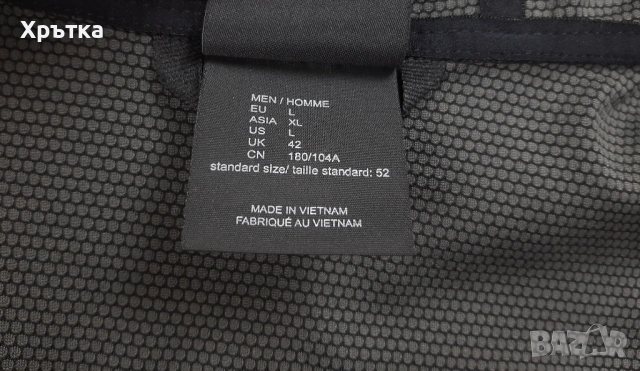 Хрътка
MEN / HOMME
EU L
ASIA XL
US L
UK 42
CN 180/104A
standard size/ taille standard: 52
MADE IN VIETNAM
FABRIQUÉ AU VIETNAM
BAZAR